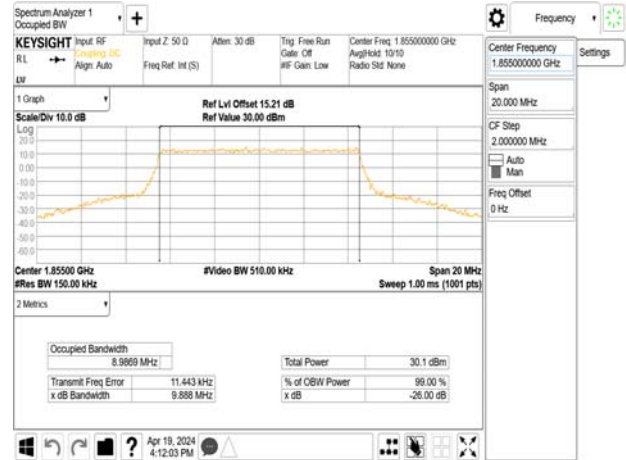 Spectrum Analyzer 1
Occupied BW
+
Frequency
KEYSIGHT
Input: RF
Coupling: DC
Align: Auto
Input Z: 50 Ω
Freq Ref: Int (S)
Atten: 30 dB
Trig: Free Run
Gate: Off
#IF Gain: Low
Center Freq: 1.855000000 GHz
Avg|Hold: 10/10
Radio Std: None
RL
Center Frequency
1.855000000 GHz
Settings
Span
20.000 MHz
CF Step
2.000000 MHz
Auto
Man
Freq Offset
0 Hz
1 Graph
Scale/Div 10.0 dB
Ref Lvl Offset 15.21 dB
Ref Value 30.00 dBm
Log
20.0
10.0
0.00
-10.0
-20.0
-30.0
-40.0
-50.0
-60.0
Center 1.85500 GHz
#Res BW 150.00 kHz
#Video BW 510.00 kHz
Span 20 MHz
Sweep 1.00 ms (1001 pts)
2 Metrics
Occupied Bandwidth
8.9869 MHz
Total Power 30.1 dBm
Transmit Freq Error 11.443 kHz
% of OBW Power 99.00 %
x dB Bandwidth 9.888 MHz
x dB -26.00 dB
?
Apr 19, 2024
4:12:03 PM